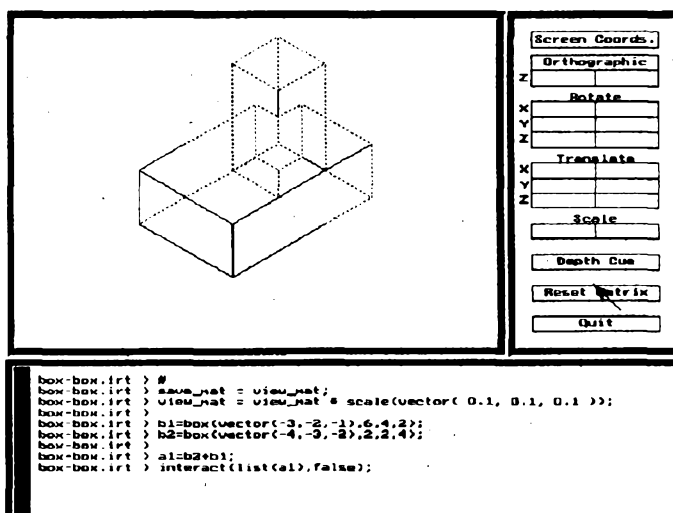 Screen Coords.
Orthographic
Z
Rotate
X
Y
Z
Translate
X
Y
Z
Scale
Depth Cue
Reset Matrix
Quit
box-box.irt > #
box-box.irt > save_mat = view_mat;
box-box.irt > view_mat = view_mat * scale(vector( 0.1, 0.1, 0.1 ));
box-box.irt >
box-box.irt > b1=box(vector(-3,-2,-1),6,4,2);
box-box.irt > b2=box(vector(-4,-3,-2),2,2,4);
box-box.irt >
box-box.irt > a1=b2+b1;
box-box.irt > interact(list(a1),false);